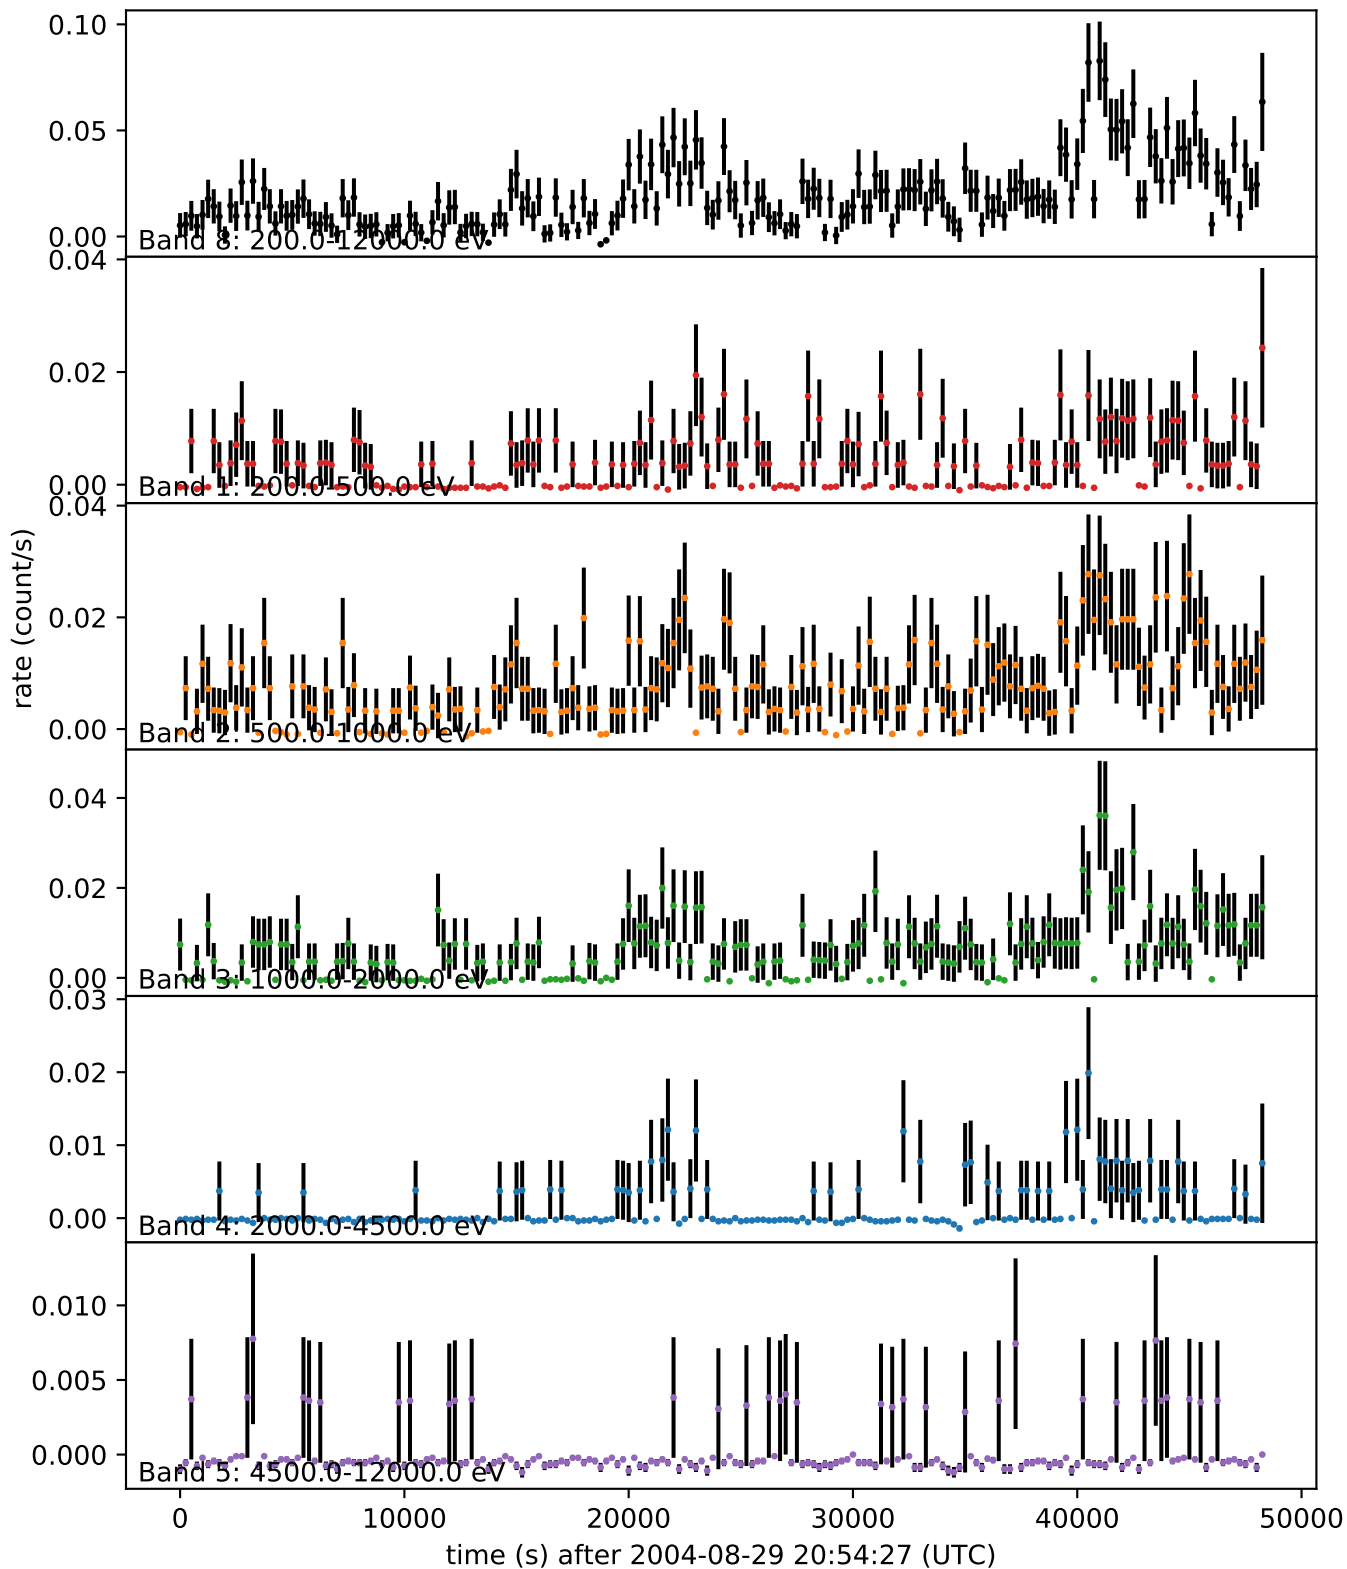 0.10
0.05
0.00
Band 8: 200.0-12000.0 eV
0.04
0.02
0.00
Band 1: 200.0-500.0 eV
0.04
0.02
0.00
Band 2: 500.0-1000.0 eV
rate (count/s)
0.04
0.02
0.00
Band 3: 1000.0-2000.0 eV
0.03
0.02
0.01
0.00
Band 4: 2000.0-4500.0 eV
0.010
0.005
0.000
Band 5: 4500.0-12000.0 eV
0 10000 20000 30000 40000 50000
time (s) after 2004-08-29 20:54:27 (UTC)